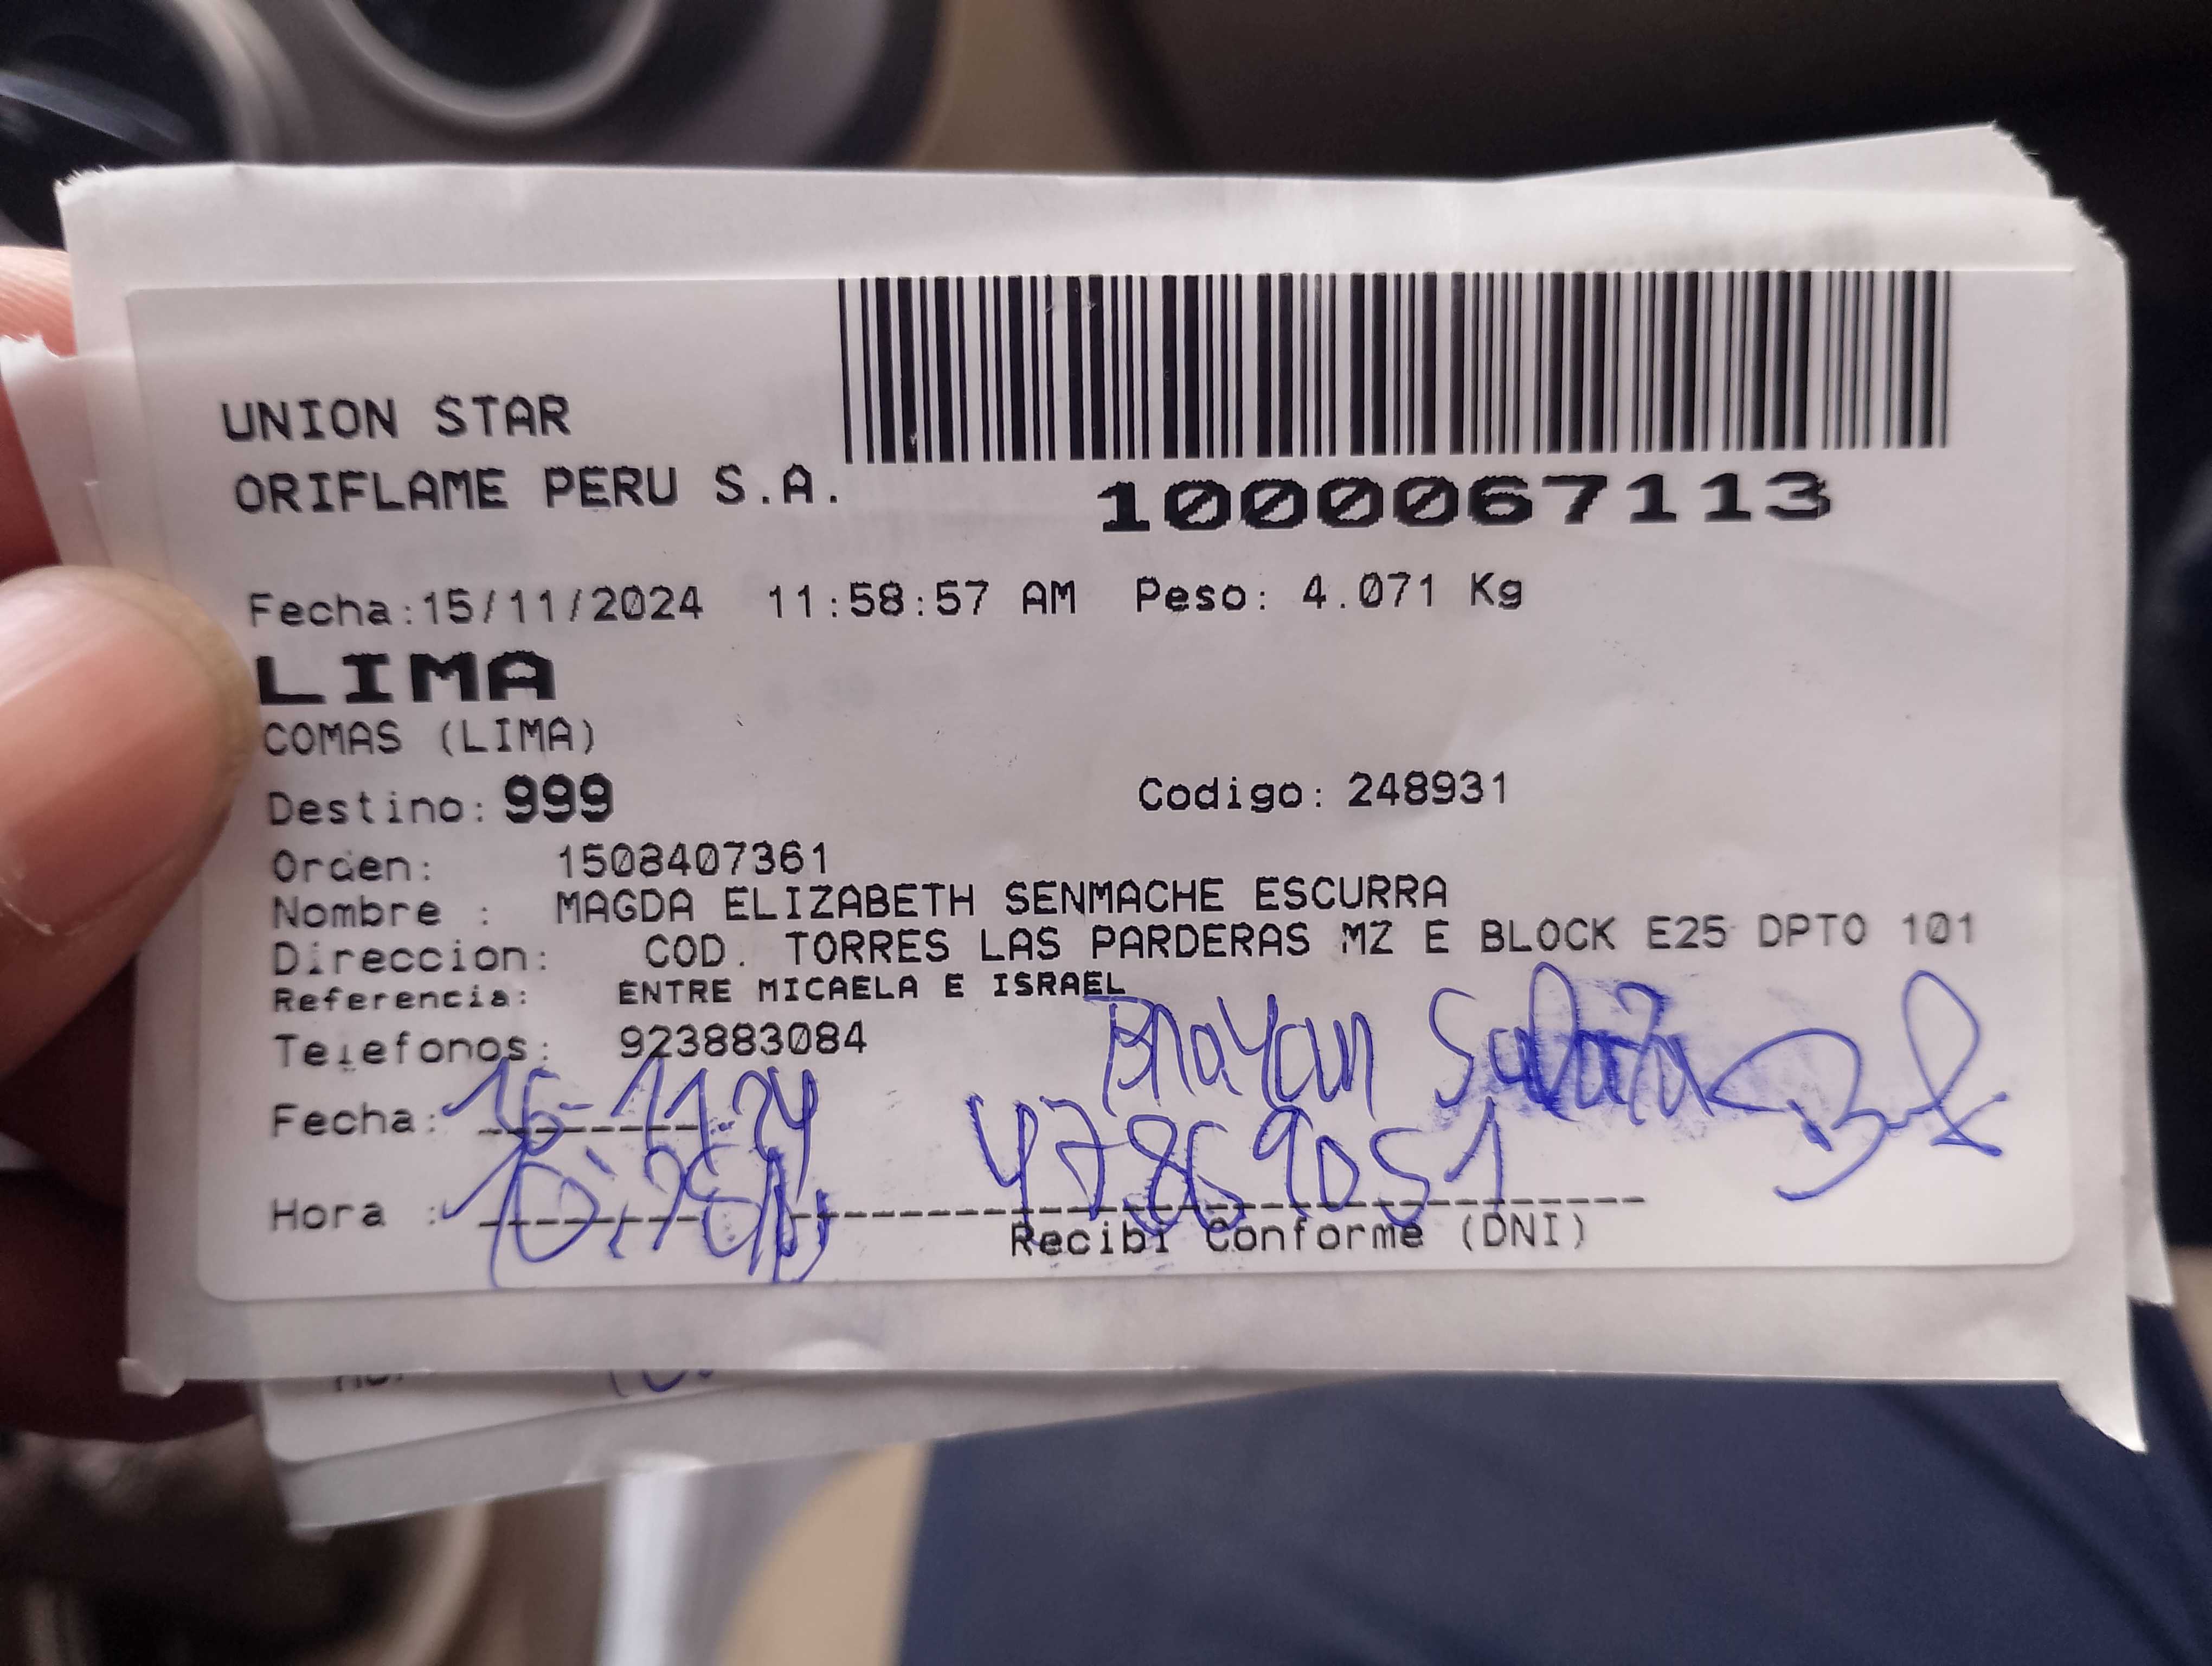 UNION STAR
ORIFLAME PERU S.A.
1000067113
Fecha:15/11/2024 11:58:57 AM Peso: 4.071 Kg
LIMA
COMAS (LIMA)
Destino: 999 Codigo: 248931
Orden: 1508407361
Nombre : MAGDA ELIZABETH SENMACHE ESCURRA
Direccion: COD. TORRES LAS PARDERAS MZ E BLOCK E25 DPTO 101
Referencia: ENTRE MICAELA E ISRAEL
Telefonos: 923883084
Brayan
Fecha: 16-11-24
47869051
Hora :
Recibi Conforme (DNI)